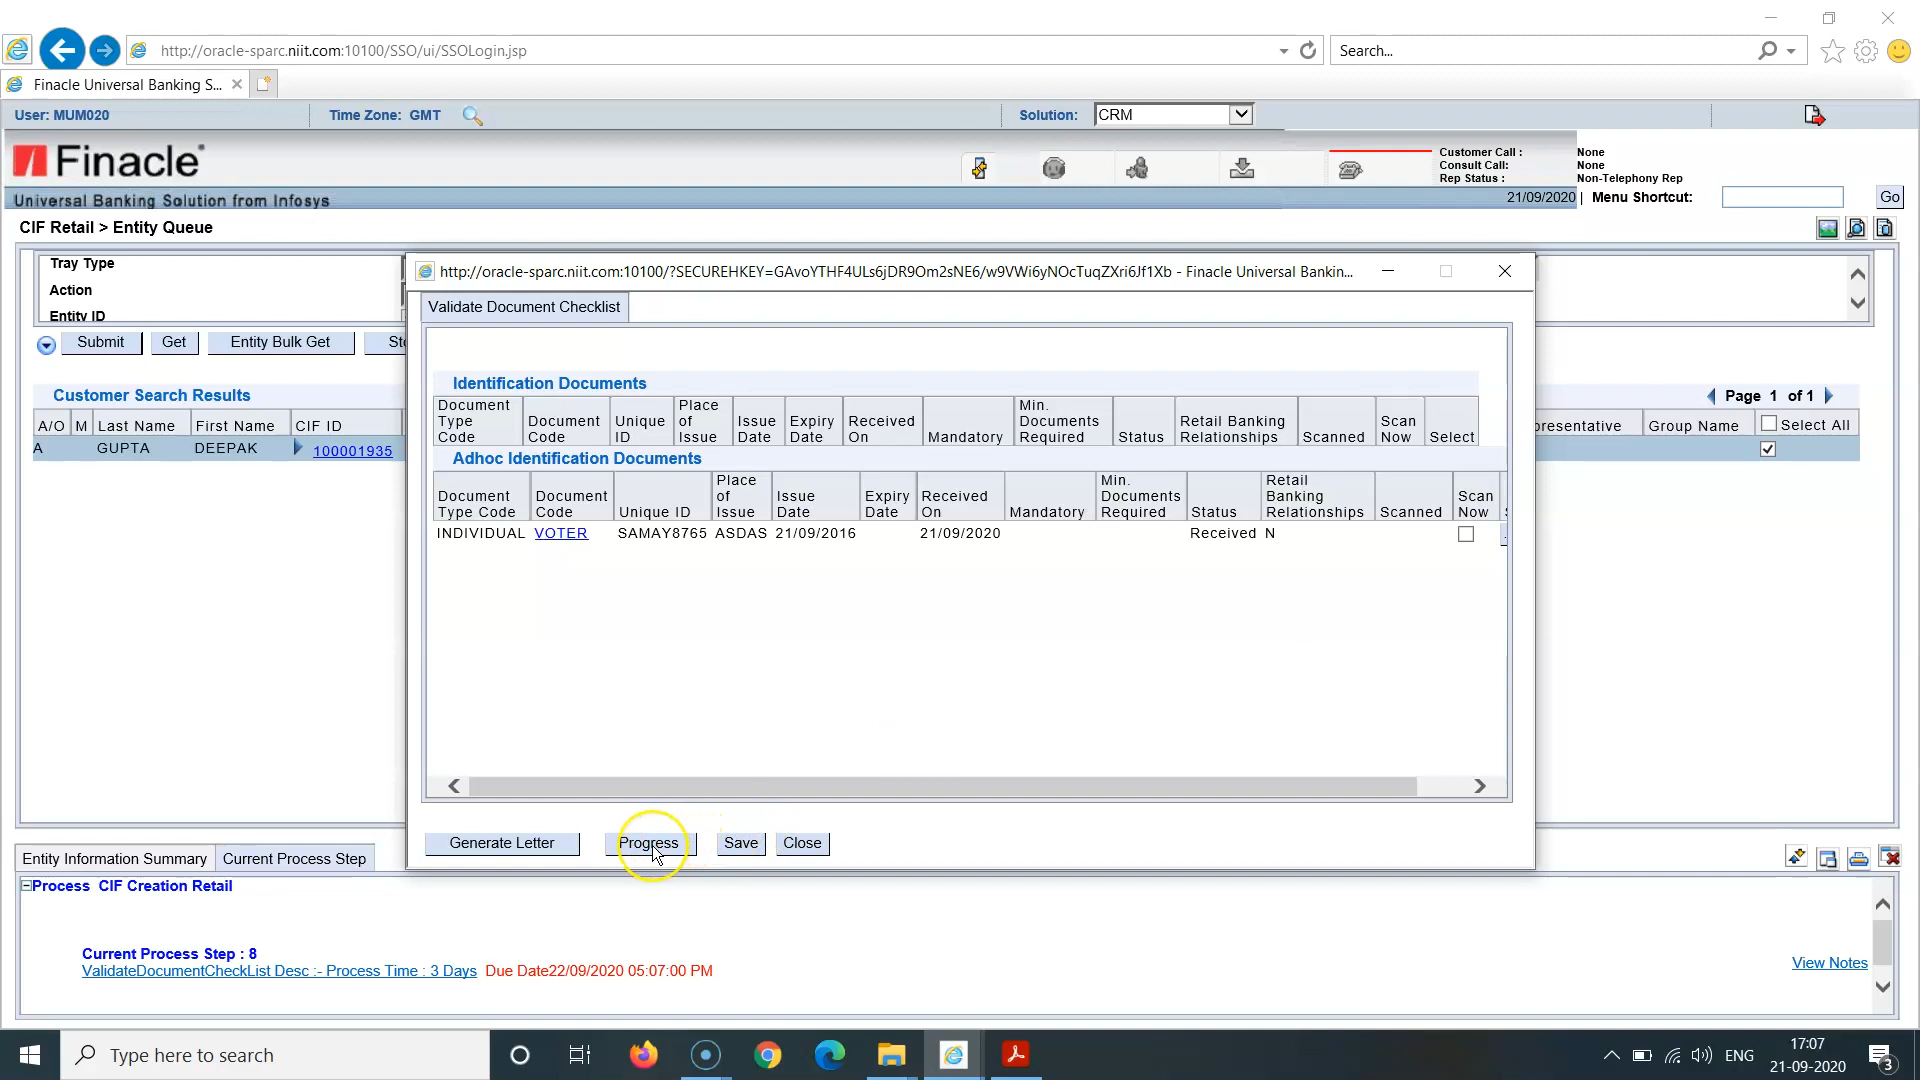 http://oracle-sparc.niit.com:10100/SSO/ui/SSOLogin.jsp
Search...
Finacle Universal Banking S...
User: MUM020
Time Zone: GMT
Solution:
CRM
Finacle
Universal Banking Solution from Infosys
Customer Call : None
Consult Call: None
Rep Status : Non-Telephony Rep
21/09/2020 | Menu Shortcut:
Go
CIF Retail > Entity Queue
Tray Type
Action
Entity ID
Submit
Get
Entity Bulk Get
Customer Search Results
Page 1 of 1
A/O M Last Name First Name CIF ID
Group Name
Select All
A GUPTA DEEPAK 100001935
http://oracle-sparc.niit.com:10100/?SECUREHKEY=GAvoYTHF4ULs6jDR9Om2sNE6/w9VWi6yNOcTuqZXri6Jf1Xb - Finacle Universal Bankin...
Validate Document Checklist
Identification Documents
Document Type Code
Document Code
Unique ID
Place of Issue
Issue Date
Expiry Date
Received On
Mandatory
Min. Documents Required
Status
Retail Banking Relationships
Scanned
Scan Now
Select
Adhoc Identification Documents
Document Type Code
Document Code
Unique ID
Place of Issue
Issue Date
Expiry Date
Received On
Mandatory
Min. Documents Required
Status
Retail Banking Relationships
Scanned
Scan Now
INDIVIDUAL VOTER SAMAY8765 ASDAS 21/09/2016 21/09/2020 Received N
Generate Letter
Progress
Save
Close
Entity Information Summary
Current Process Step
Process CIF Creation Retail
Current Process Step : 8
ValidateDocumentCheckList Desc :- Process Time : 3 Days Due Date22/09/2020 05:07:00 PM
View Notes
Type here to search
ENG
17:07
21-09-2020
3